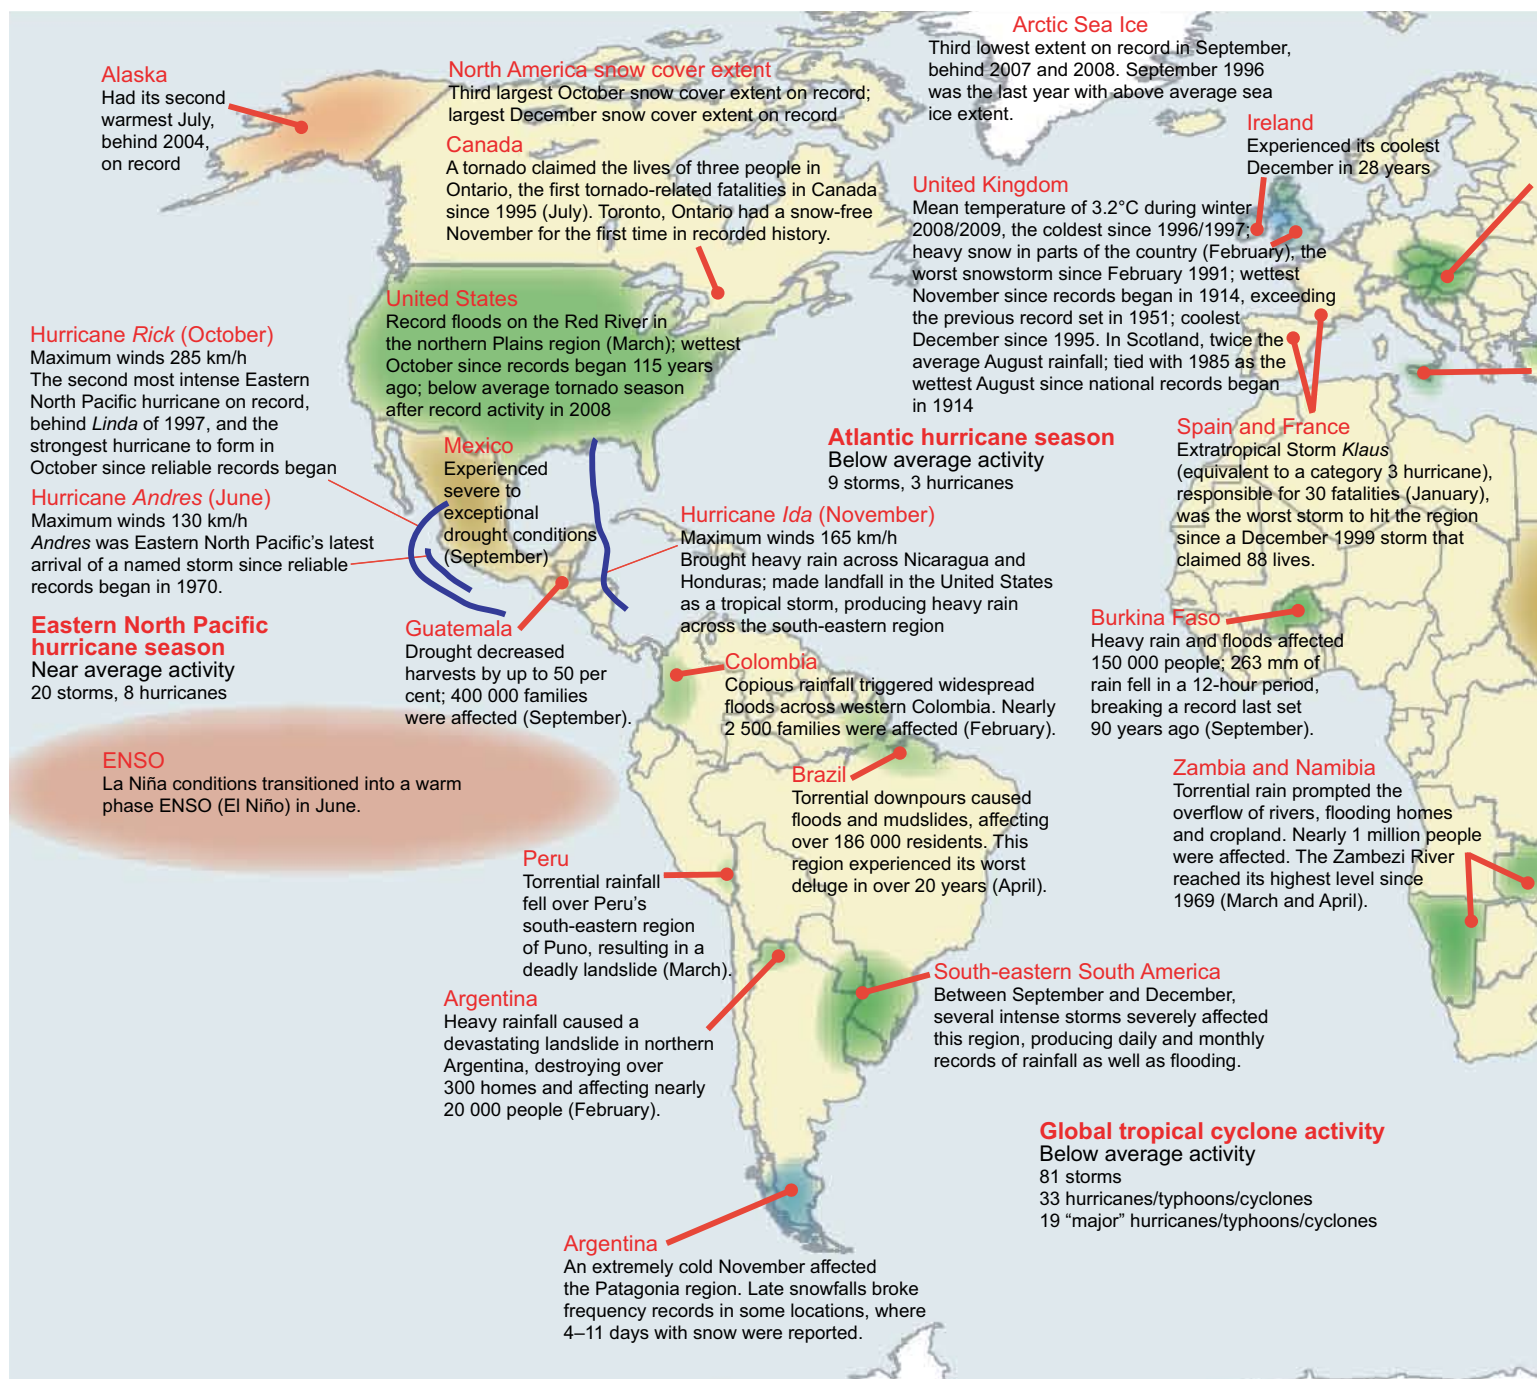 Arctic Sea Ice
Third lowest extent on record in September,
behind 2007 and 2008. September 1996
was the last year with above average sea
ice extent.
Alaska
Had its second
warmest July,
behind 2004,
on record
North America snow cover extent
Third largest October snow cover extent on record;
largest December snow cover extent on record
Canada
A tornado claimed the lives of three people in
Ontario, the first tornado-related fatalities in Canada
since 1995 (July). Toronto, Ontario had a snow-free
November for the first time in recorded history.
Ireland
Experienced its coolest
December in 28 years
United Kingdom
Mean temperature of 3.2°C during winter
2008/2009, the coldest since 1996/1997;
heavy snow in parts of the country (February), the
worst snowstorm since February 1991; wettest
November since records began in 1914, exceeding
the previous record set in 1951; coolest
December since 1995. In Scotland, twice the
average August rainfall; tied with 1985 as the
wettest August since national records began
in 1914
United States
Record floods on the Red River in
the northern Plains region (March); wettest
October since records began 115 years
ago; below average tornado season
after record activity in 2008
Hurricane Rick (October)
Maximum winds 285 km/h
The second most intense Eastern
North Pacific hurricane on record,
behind Linda of 1997, and the
strongest hurricane to form in
October since reliable records began
Hurricane Andres (June)
Maximum winds 130 km/h
Andres was Eastern North Pacific's latest
arrival of a named storm since reliable
records began in 1970.
Eastern North Pacific
hurricane season
Near average activity
20 storms, 8 hurricanes
Mexico
Experienced
severe to
exceptional
drought conditions
(September)
Atlantic hurricane season
Below average activity
9 storms, 3 hurricanes
Spain and France
Extratropical Storm Klaus
(equivalent to a category 3 hurricane),
responsible for 30 fatalities (January),
was the worst storm to hit the region
since a December 1999 storm that
claimed 88 lives.
Hurricane Ida (November)
Maximum winds 165 km/h
Brought heavy rain across Nicaragua and
Honduras; made landfall in the United States
as a tropical storm, producing heavy rain
across the south-eastern region
Guatemala
Drought decreased
harvests by up to 50 per
cent; 400 000 families
were affected (September).
Burkina Faso
Heavy rain and floods affected
150 000 people; 263 mm of
rain fell in a 12-hour period,
breaking a record last set
90 years ago (September).
Colombia
Copious rainfall triggered widespread
floods across western Colombia. Nearly
2 500 families were affected (February).
ENSO
La Niña conditions transitioned into a warm
phase ENSO (El Niño) in June.
Brazil
Torrential downpours caused
floods and mudslides, affecting
over 186 000 residents. This
region experienced its worst
deluge in over 20 years (April).
Zambia and Namibia
Torrential rain prompted the
overflow of rivers, flooding homes
and cropland. Nearly 1 million people
were affected. The Zambezi River
reached its highest level since
1969 (March and April).
Peru
Torrential rainfall
fell over Peru's
south-eastern region
of Puno, resulting in a
deadly landslide (March).
South-eastern South America
Between September and December,
several intense storms severely affected
this region, producing daily and monthly
records of rainfall as well as flooding.
Argentina
Heavy rainfall caused a
devastating landslide in northern
Argentina, destroying over
300 homes and affecting nearly
20 000 people (February).
Global tropical cyclone activity
Below average activity
81 storms
33 hurricanes/typhoons/cyclones
19 “major” hurricanes/typhoons/cyclones
Argentina
An extremely cold November affected
the Patagonia region. Late snowfalls broke
frequency records in some locations, where
4–11 days with snow were reported.